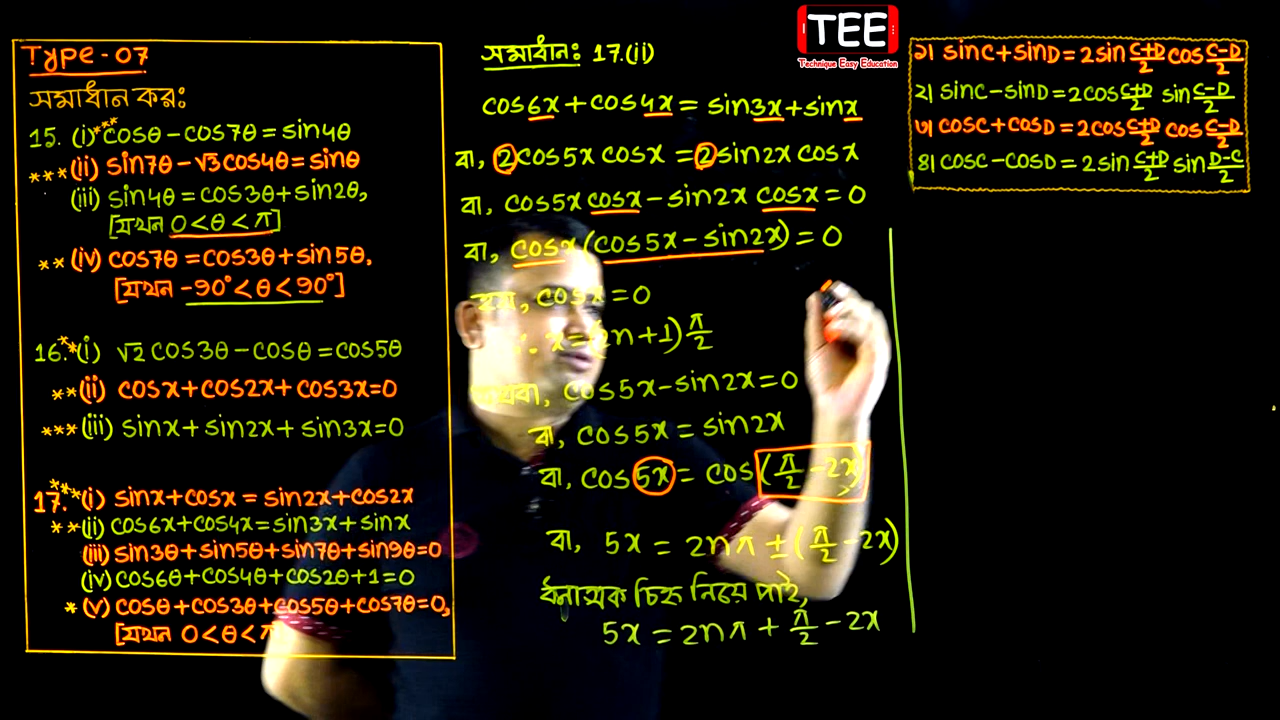 TEE
Technique Easy Education
Type-07
সমাধান করঃ
15. (i)*** cosθ - cos7θ = sin4θ
***(ii) sin7θ - √3cos4θ = sinθ
(iii) sin4θ = cos3θ + sin2θ,
[যখন 0<θ<π]
**(iv) cos7θ = cos3θ + sin5θ,
[যখন -90°<θ<90°]
16.**(i) √2 cos3θ - cosθ = cos5θ
**(ii) cosx + cos2x + cos3x=0
***(iii) sinx + sin2x + sin3x=0
17.***(i) sinx + cosx = sin2x + cos2x
**(ii) cos6x + cos4x = sin3x + sinx
(iii) sin3θ + sin5θ + sin7θ + sin9θ=0
(iv) cos6θ + cos4θ + cos2θ + 1=0
*(v) cosθ + cos3θ + cos5θ + cos7θ=0,
[যখন 0<θ<π
সমাধানঃ 17.(ii)
cos6x + cos4x = sin3x + sinx
বা, 2cos5x cosx = 2sin2x cosx
বা, cos5x cosx - sin2x cosx = 0
বা, cosx (cos5x - sin2x) = 0
হয়, cosx = 0
x = (2n+1) π/2
অথবা, cos5x - sin2x = 0
বা, cos5x = sin2x
বা, cos5x = cos(π/2 - 2x)
বা, 5x = 2nπ ± (π/2 - 2x)
ধনাত্মক চিহ্ন নিয়ে পাই,
5x = 2nπ + π/2 - 2x
১। sinC + sinD = 2sin C+D/2 cos C-D/2
২। sinC - sinD = 2cos C+D/2 sin C-D/2
৩। cosC + cosD = 2cos C+D/2 cos C-D/2
৪। cosC - cosD = 2sin C+D/2 sin D-C/2